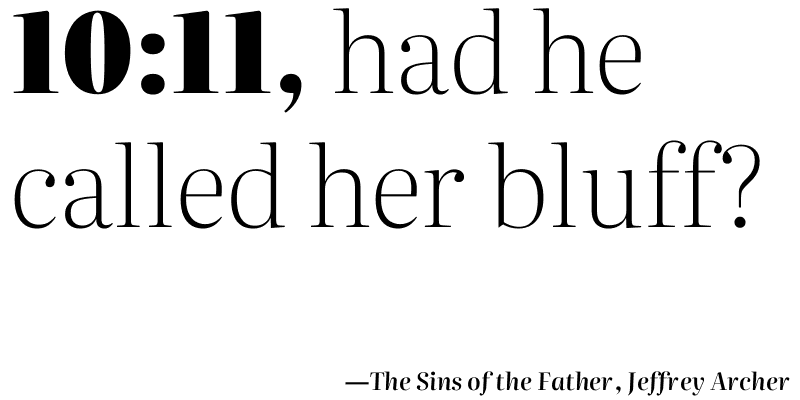 10:11, had he
called her bluff?
—The Sins of the Father, Jeffrey Archer